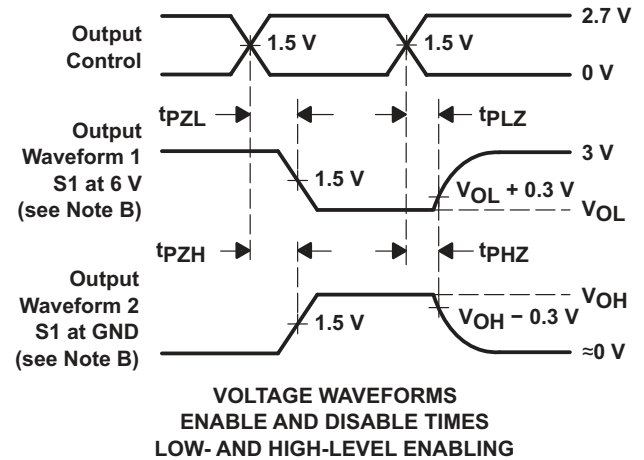 2.7 V
Output
Control
1.5 V
1.5 V
0 V
tPZL
tPLZ
Output
Waveform 1
S1 at 6 V
(see Note B)
3 V
1.5 V
VOL + 0.3 V
VOL
tPZH
tPHZ
Output
Waveform 2
S1 at GND
(see Note B)
VOH
1.5 V
VOH − 0.3 V
≈0 V
VOLTAGE WAVEFORMS
ENABLE AND DISABLE TIMES
LOW- AND HIGH-LEVEL ENABLING